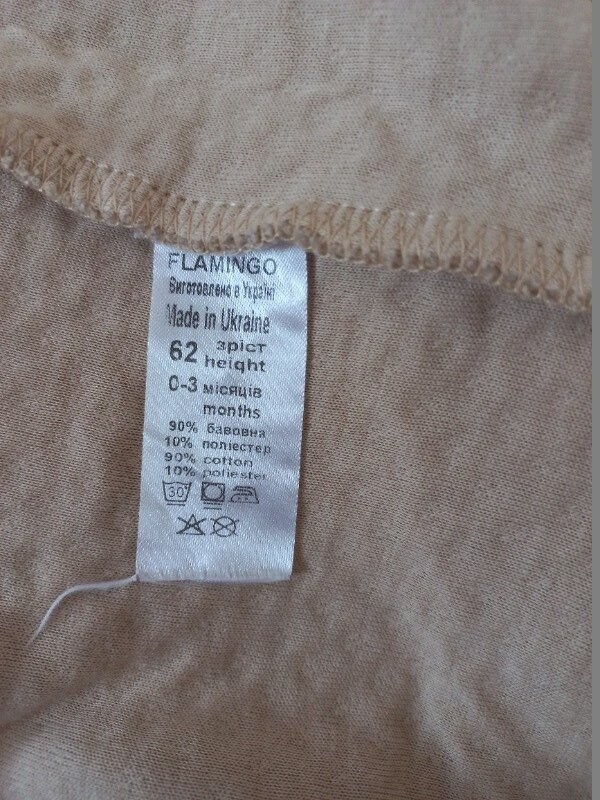 FLAMINGO
Виготовлено в Україні
Made in Ukraine
62 зріст
height
0-3 місяців
months
90% бавовна
10% поліестер
90% cotton
10% poliester
30°